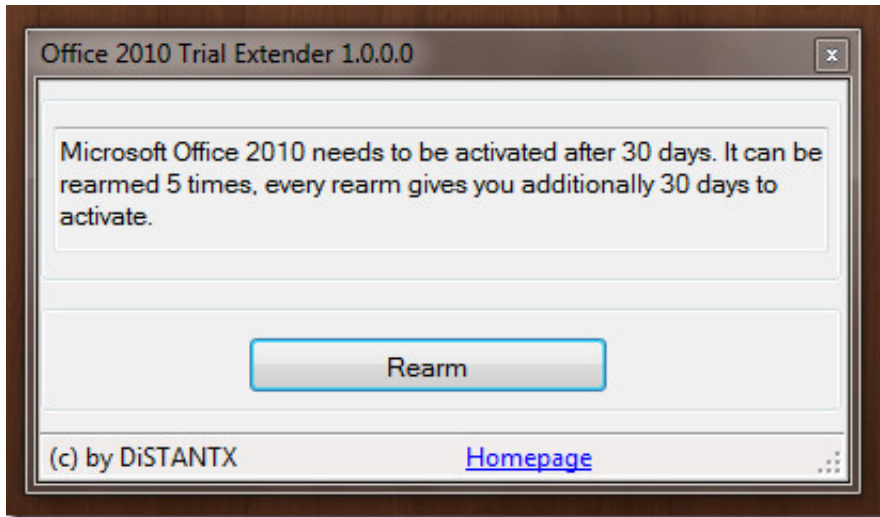 Office 2010 Trial Extender 1.0.0.0
x
Microsoft Office 2010 needs to be activated after 30 days. It can be
rearmed 5 times, every rearm gives you additionally 30 days to
activate.
Rearm
(c) by DiSTANTX Homepage